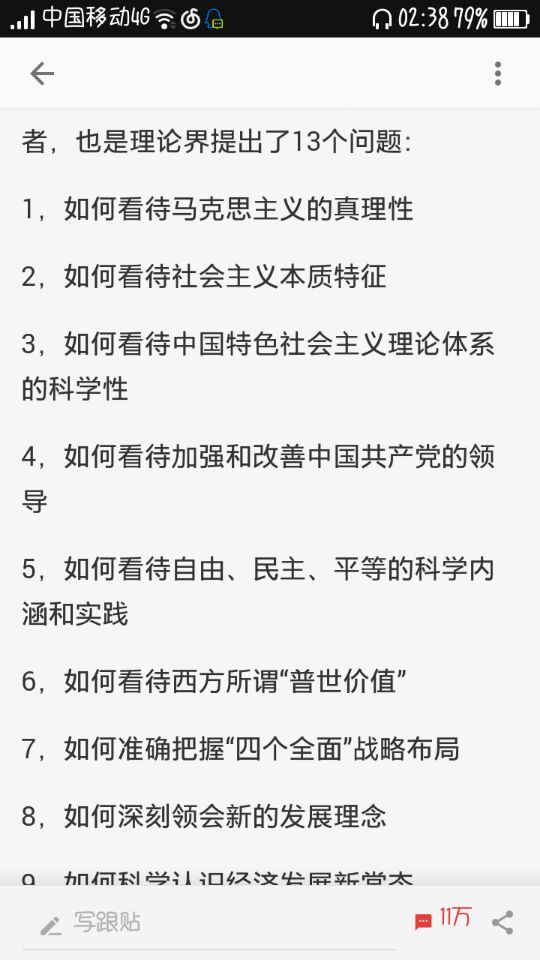 中国移动4G 02:38 79%
者，也是理论界提出了13个问题：
1，如何看待马克思主义的真理性
2，如何看待社会主义本质特征
3，如何看待中国特色社会主义理论体系
的科学性
4，如何看待加强和改善中国共产党的领
导
5，如何看待自由、民主、平等的科学内
涵和实践
6，如何看待西方所谓“普世价值”
7，如何准确把握“四个全面”战略布局
8，如何深刻领会新的发展理念
9，如何科学认识经济发展新常态
写跟贴 11万